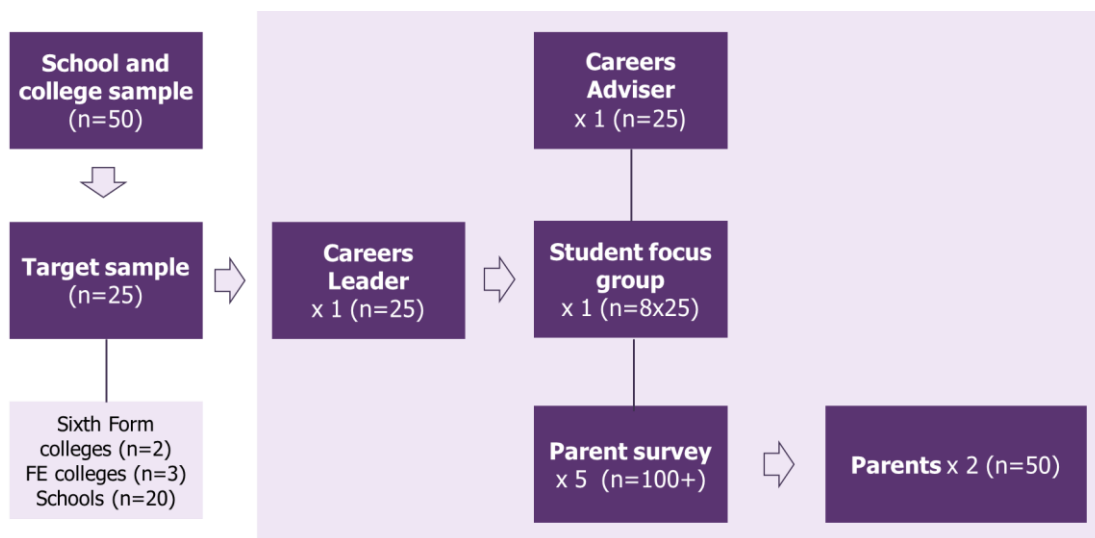 School and
college sample
(n=50)
Target sample
(n=25)
Sixth Form
colleges (n=2)
FE colleges (n=3)
Schools (n=20)
Careers
Leader
x 1 (n=25)
Careers
Adviser
x 1 (n=25)
Student focus
group
x 1 (n=8x25)
Parent survey
x 5 (n=100+)
Parents x 2 (n=50)